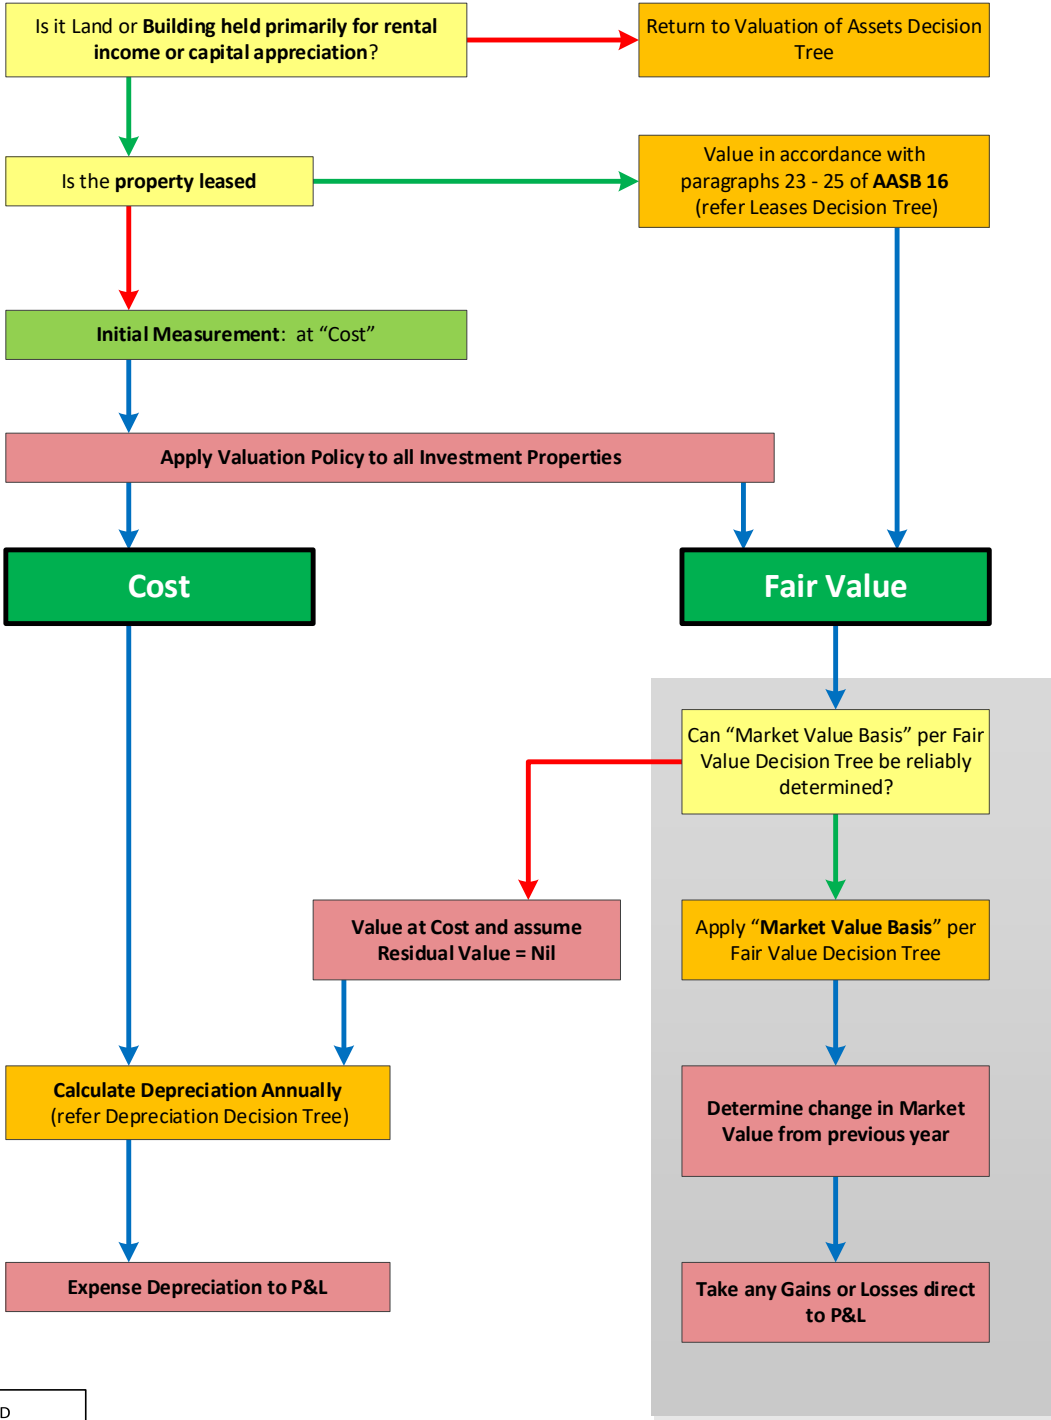 Is it Land or Building held primarily for rental
income or capital appreciation?
Return to Valuation of Assets Decision
Tree
Is the property leased
Value in accordance with
paragraphs 23 - 25 of AASB 16
(refer Leases Decision Tree)
Initial Measurement:  at “Cost”
Apply Valuation Policy to all Investment Properties
Cost
Fair Value
Can “Market Value Basis” per Fair
Value Decision Tree be reliably
determined?
Value at Cost and assume
Residual Value = Nil
Apply “Market Value Basis” per
Fair Value Decision Tree
Calculate Depreciation Annually
(refer Depreciation Decision Tree)
Determine change in Market
Value from previous year
Expense Depreciation to P&L
Take any Gains or Losses direct
to P&L